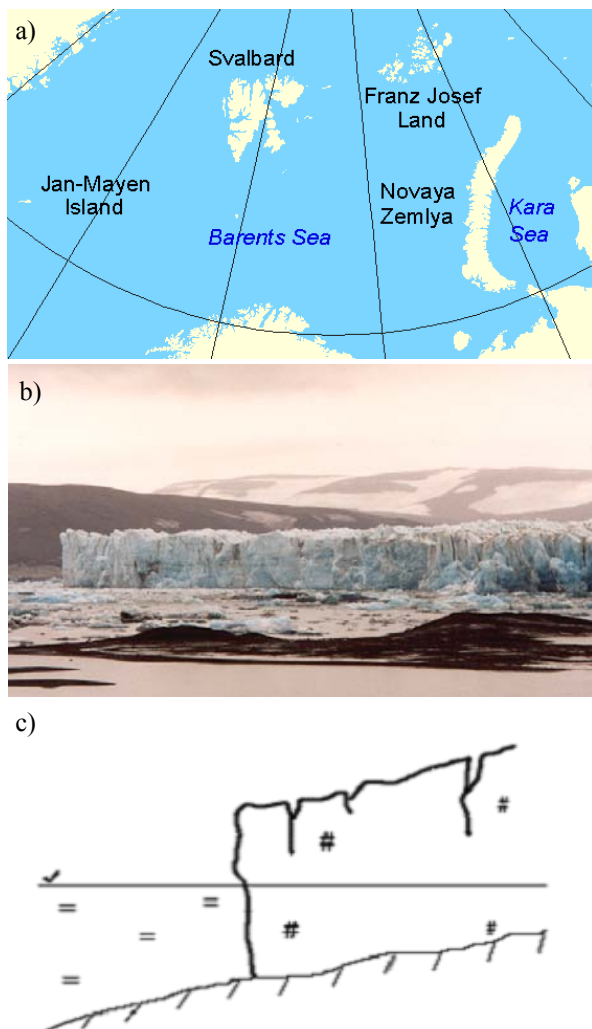 a)
Svalbard
Franz Josef
Land
Jan-Mayen
Island
Novaya
Zemlya
Kara
Sea
Barents Sea
b)
c)
#
#
=
=
#
#
=
=